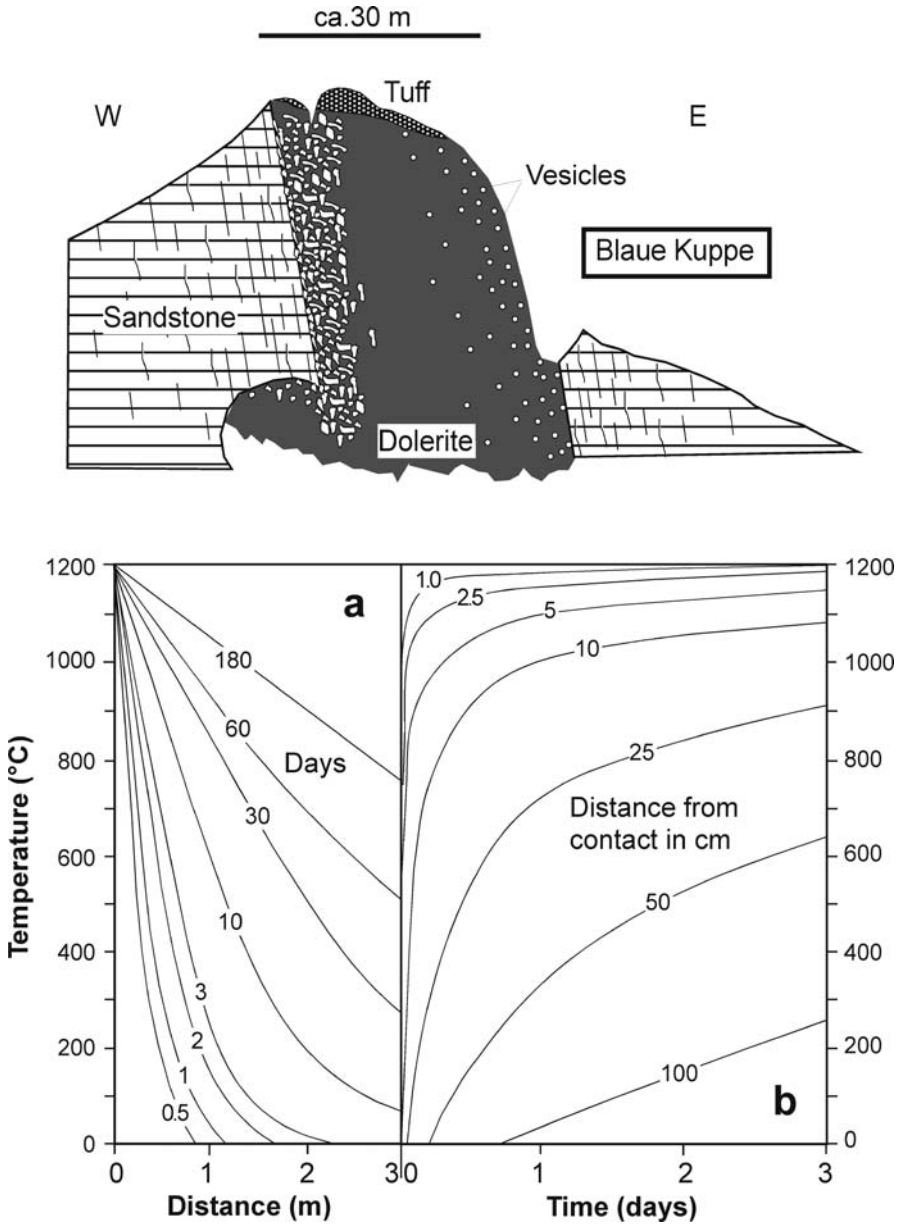 ca.30 m
W
Tuff
E
Vesicles
Blaue Kuppe
Sandstone
Dolerite
1200
1000
800
600
400
200
0
Temperature (°C)
a
180
60
Days
30
10
3
2
1
0.5
0
1
2
3
Distance (m)
1.0
2.5
5
10
25
Distance from
contact in cm
50
100
b
0
1
2
3
Time (days)
1200
1000
800
600
400
200
0